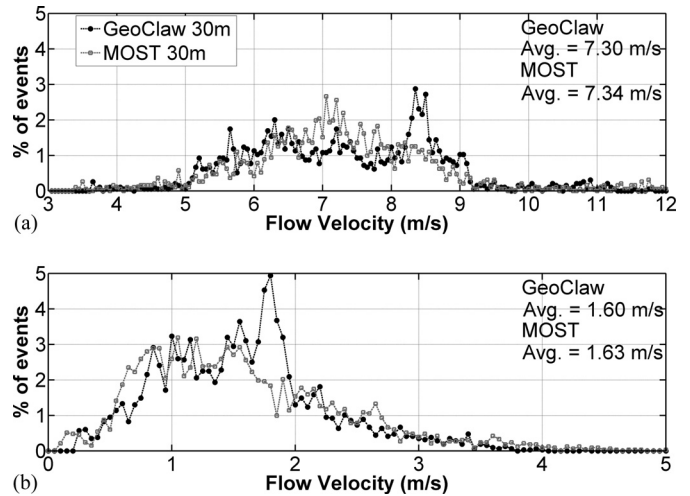 5
4
3
2
1
0
% of events
GeoClaw 30m
MOST 30m
GeoClaw
Avg. = 7.30 m/s
MOST
Avg. = 7.34 m/s
3 4 5 6 7 8 9 10 11 12
Flow Velocity (m/s)
(a)
5
4
3
2
1
0
% of events
GeoClaw
Avg. = 1.60 m/s
MOST
Avg. = 1.63 m/s
0 1 2 3 4 5
Flow Velocity (m/s)
(b)